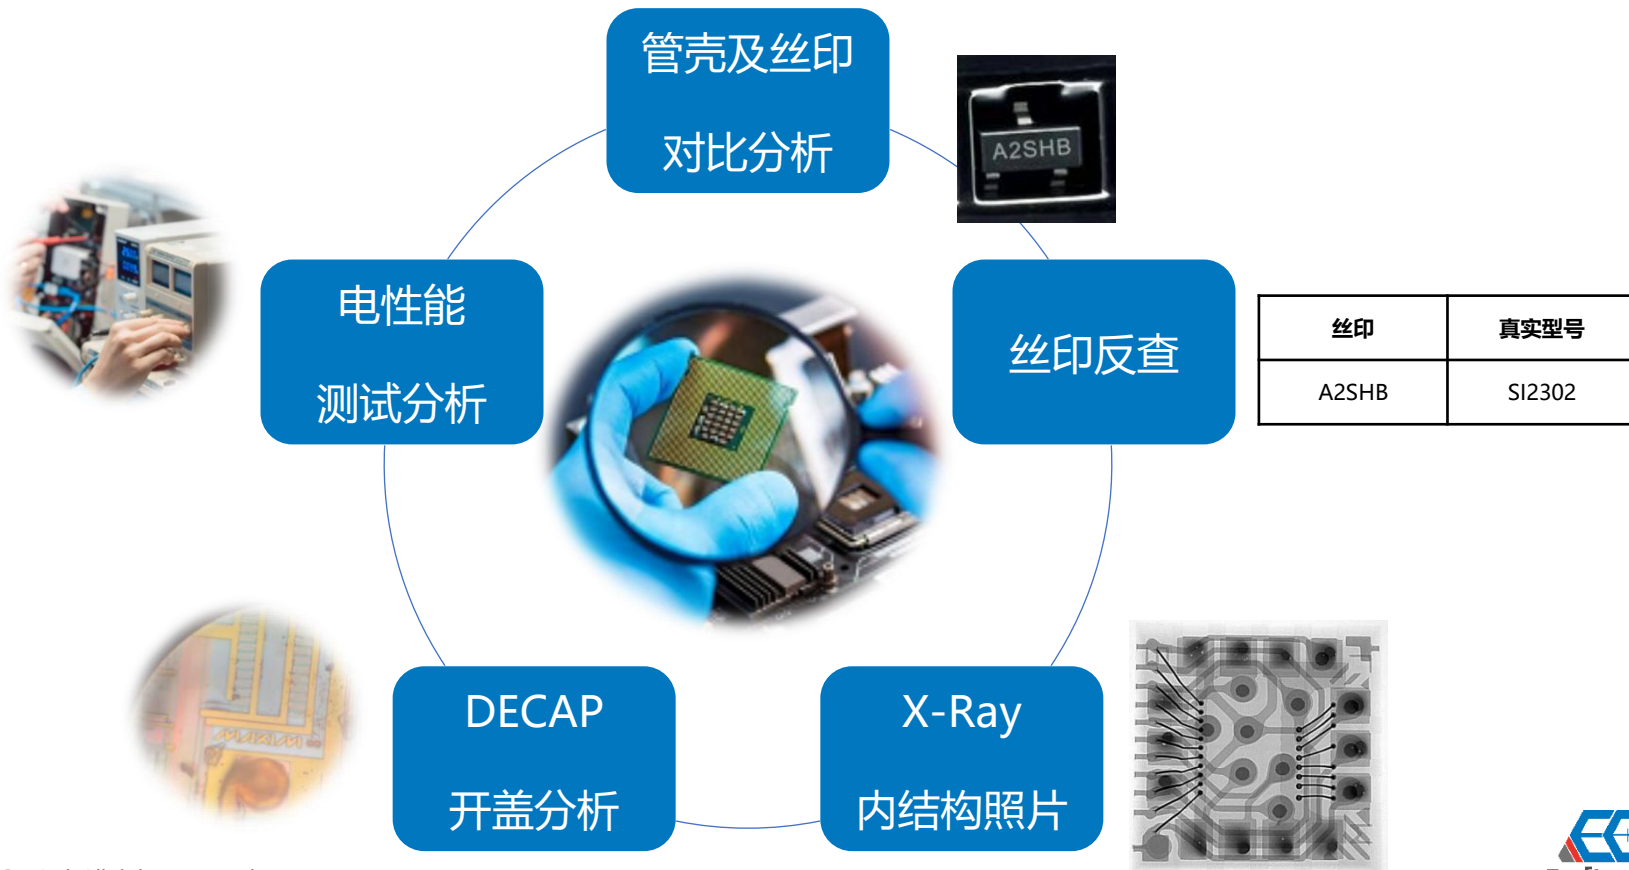 管壳及丝印
对比分析
A2SHB
电性能
测试分析
丝印反查
丝印 真实型号
A2SHB SI2302
DECAP
开盖分析
MAXIM
X-Ray
内结构照片